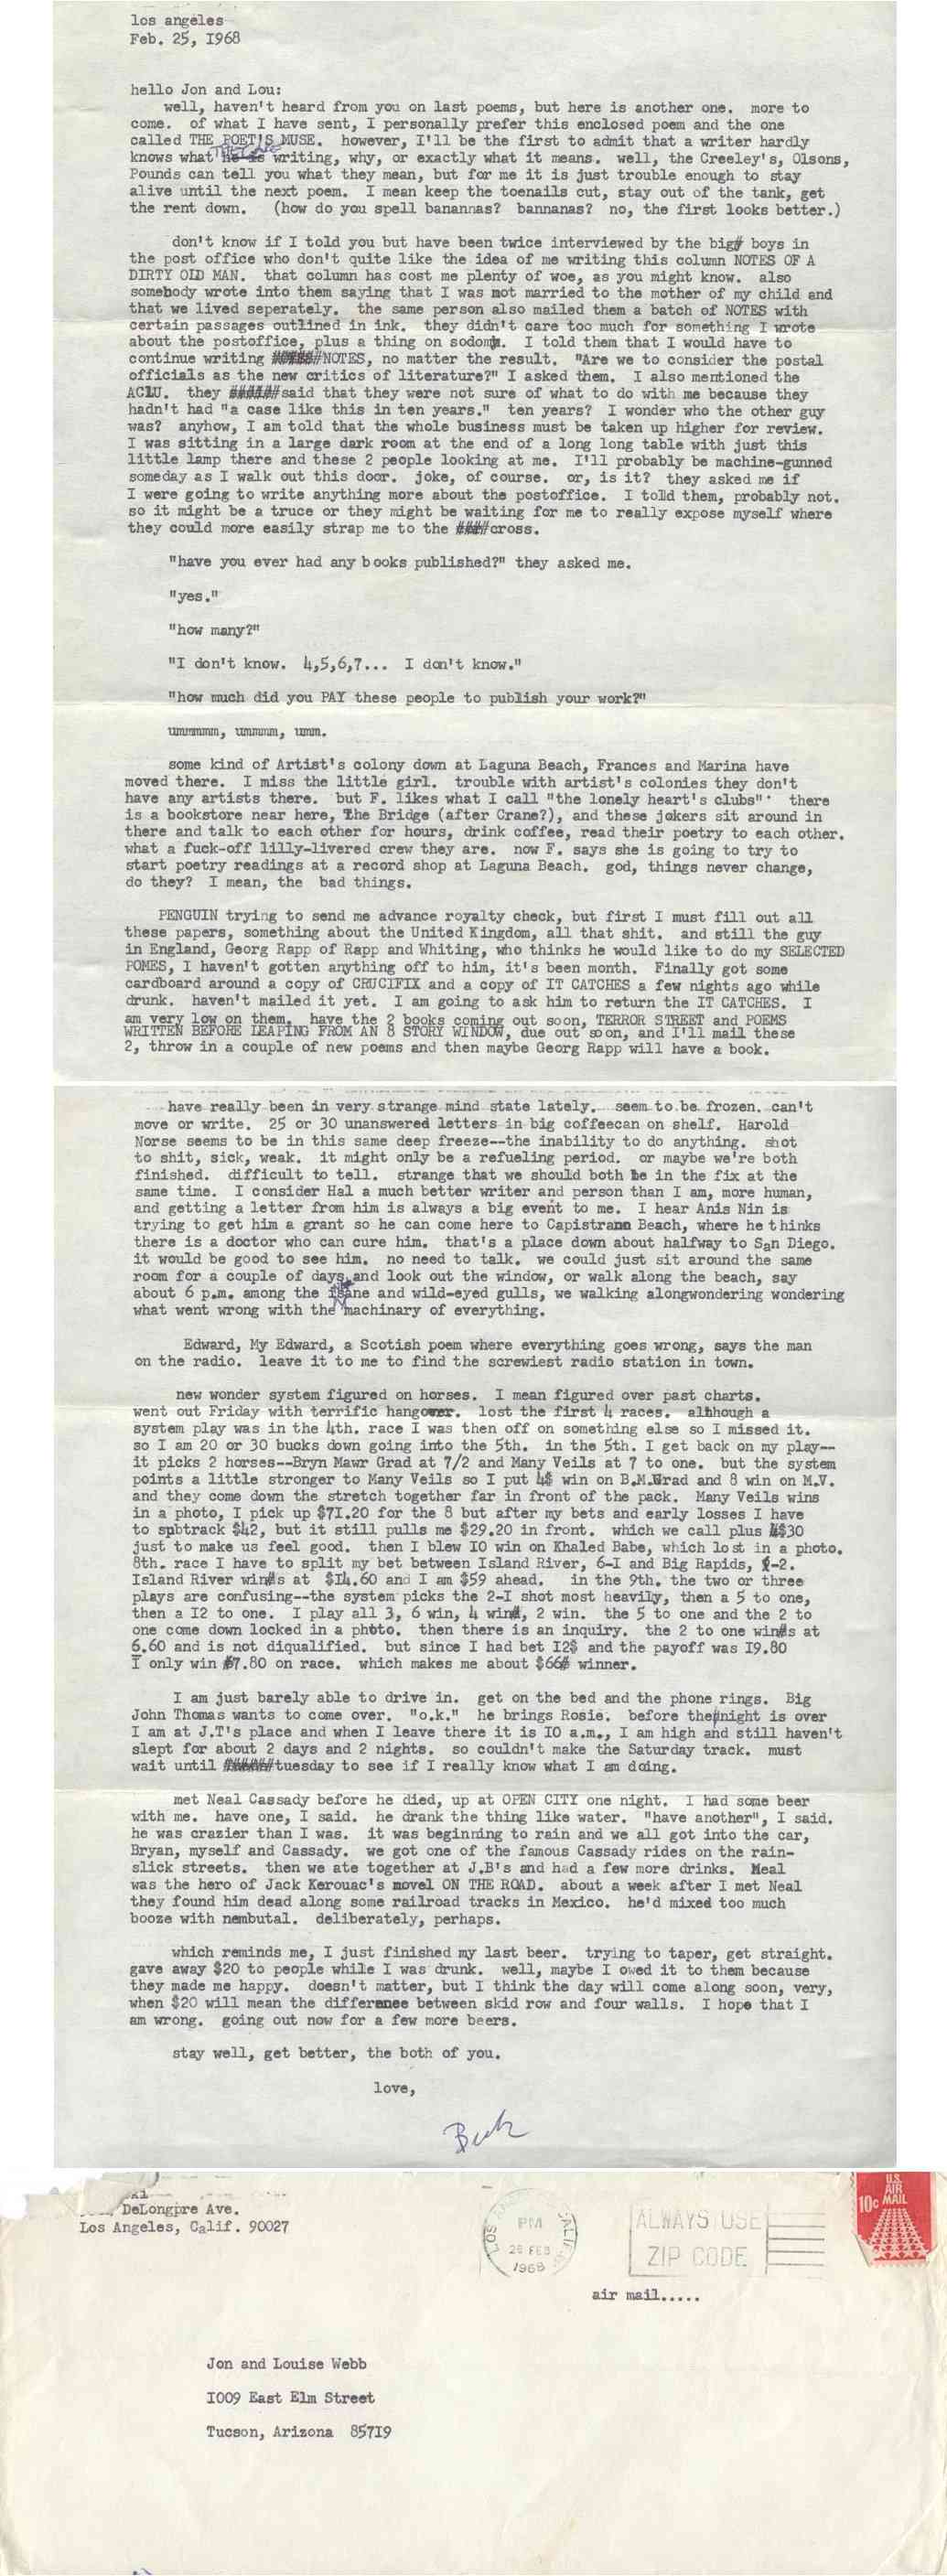 los angeles
Feb. 25, I968
hello Jon and Lou:
well, haven't heard from you on last poems, but here is another one. more to
come. of what I have sent, I personally prefer this enclosed poem and the one
called THE POET'S MUSE. however, I'll be the first to admit that a writer hardly
knows what writing, why, or exactly what it means. well, the Creeley's, Olsons,
Pounds can tell you what they mean, but for me it is just trouble enough to stay
alive until the next poem. I mean keep the toenails cut, stay out of the tank, get
the rent down. (how do you spell banannas? bannanas? no, the first looks better.)
don't know if I told you but have been twice interviewed by the big boys in
the post office who don't quite like the idea of me writing this column NOTES OF A
DIRTY OLD MAN. that column has cost me plenty of woe, as you might know. also
somebody wrote into them saying that I was not married to the mother of my child and
that we lived seperately. the same person also mailed them a batch of NOTES with
certain passages outlined in ink. they didn't care too much for something I wrote
about the postoffice, plus a thing on sodomy. I told them that I would have to
continue writing NOTES, no matter the result. "Are we to consider the postal
officials as the new critics of literature?" I asked them. I also mentioned the
ACLU. they said that they were not sure of what to do with me because they
hadn't had "a case like this in ten years." ten years? I wonder who the other guy
was? anyhow, I am told that the whole business must be taken up higher for review.
I was sitting in a large dark room at the end of a long long table with just this
little lamp there and these 2 people looking at me. I'll probably be machine-gunned
someday as I walk out this door. joke, of course. or, is it? they asked me if
I were going to write anything more about the postoffice. I told them, probably not.
so it might be a truce or they might be waiting for me to really expose myself where
they could more easily strap me to the cross.
"have you ever had any books published?" they asked me.
"yes."
"how many?"
"I don't know. 4,5,6,7... I don't know."
"how much did you PAY these people to publish your work?"
ummmmm, ummmm, umm.
some kind of Artist's colony down at Laguna Beach, Frances and Marina have
moved there. I miss the little girl. trouble with artist's colonies they don't
have any artists there. but F. likes what I call "the lonely heart's clubs". there
is a bookstore near here, The Bridge (after Crane?), and these jokers sit around in
there and talk to each other for hours, drink coffee, read their poetry to each other.
what a fuck-off lilly-livered crew they are. now F. says she is going to try to
start poetry readings at a record shop at Laguna Beach. god, things never change,
do they? I mean, the bad things.
PENGUIN trying to send me advance royalty check, but first I must fill out all
these papers, something about the United Kingdom, all that shit. and still the guy
in England, Georg Rapp of Rapp and Whiting, who thinks he would like to do my SELECTED
POMES, I haven't gotten anything off to him, it's been month. Finally got some
cardboard around a copy of CRUCIFIX and a copy of IT CATCHES a few nights ago while
drunk. haven't mailed it yet. I am going to ask him to return the IT CATCHES. I
am very low on them. have the 2 books coming out soon, TERROR STREET and POEMS
WRITTEN BEFORE LEAPING FROM AN 8 STORY WINDOW, due out soon, and I'll mail these
2, throw in a couple of new poems and then maybe Georg Rapp will have a book.
have really been in very strange mind state lately. seem to be frozen. can't
move or write. 25 or 30 unanswered letters in big coffeecan on shelf. Harold
Norse seems to be in this same deep freeze--the inability to do anything. shot
to shit, sick, weak. it might only be a refueling period. or maybe we're both
finished. difficult to tell. strange that we should both be in the fix at the
same time. I consider Hal a much better writer and person than I am, more human,
and getting a letter from him is always a big event to me. I hear Anis Nin is
trying to get him a grant so he can come here to Capistrano Beach, where he thinks
there is a doctor who can cure him. that's a place down about halfway to San Diego.
it would be good to see him. no need to talk. we could just sit around the same
room for a couple of days, and look out the window, or walk along the beach, say
about 6 p.m. among the and wild-eyed gulls, we walking alongwondering wondering
what went wrong with the machinary of everything.
Edward, My Edward, a Scotish poem where everything goes wrong, says the man
on the radio. leave it to me to find the screwiest radio station in town.
new wonder system figured on horses. I mean figured over past charts.
went out Friday with terrific hangover. lost the first 4 races. although a
system play was in the 4th. race I was then off on something else so I missed it.
so I am 20 or 30 bucks down going into the 5th. in the 5th. I get back on my play--
it picks 2 horses--Bryn Mawr Grad at 7/2 and Many Veils at 7 to one. but the system
points a little stronger to Many Veils so I put 4$ win on B.M.Grad and 8 win on M.V.
and they come down the stretch together far in front of the pack. Many Veils wins
in a photo, I pick up $71.20 for the 8 but after my bets and early losses I have
to subtrack $42, but it still pulls me $29.20 in front. which we call plus $30
just to make us feel good. then I blew IO win on Khaled Babe, which lost in a photo.
8th. race I have to split my bet between Island River, 6-I and Big Rapids, -2.
Island River wins at $I4.60 and I am $59 ahead. in the 9th. the two or three
plays are confusing--the system picks the 2-I shot most heavily, then a 5 to one,
then a I2 to one. I play all 3, 6 win, 4 win, 2 win. the 5 to one and the 2 to
one come down locked in a photo. then there is an inquiry. the 2 to one wins at
6.60 and is not diqualified. but since I had bet I2$ and the payoff was I9.80
I only win $7.80 on race. which makes me about $66 winner.
I am just barely able to drive in. get on the bed and the phone rings. Big
John Thomas wants to come over. "o.k." he brings Rosie. before the night is over
I am at J.T's place and when I leave there it is IO a.m., I am high and still haven't
slept for about 2 days and 2 nights. so couldn't make the Saturday track. must
wait until tuesday to see if I really know what I am doing.
met Neal Cassady before he died, up at OPEN CITY one night. I had some beer
with me. have one, I said. he drank the thing like water. "have another", I said.
he was crazier than I was. it was beginning to rain and we all got into the car,
Bryan, myself and Cassady. we got one of the famous Cassady rides on the rain-
slick streets. then we ate together at J.B's and had a few more drinks. Neal
was the hero of Jack Kerouac's novel ON THE ROAD. about a week after I met Neal
they found him dead along some railroad tracks in Mexico. he'd mixed too much
booze with nembutal. deliberately, perhaps.
which reminds me, I just finished my last beer. trying to taper, get straight.
gave away $20 to people while I was drunk. well, maybe I owed it to them because
they made me happy. doesn't matter, but I think the day will come along soon, very,
when $20 will mean the difference between skid row and four walls. I hope that I
am wrong. going out now for a few more beers.
stay well, get better, the both of you.
love,
Buk
DeLongpre Ave.
Los Angeles, Calif. 90027
LOS ANGELES CALIF.
PM
26 FEB
1968
ALWAYS USE
ZIP CODE
U.S.
AIR
MAIL
10c
air mail.....
Jon and Louise Webb
I009 East Elm Street
Tucson, Arizona 857I9